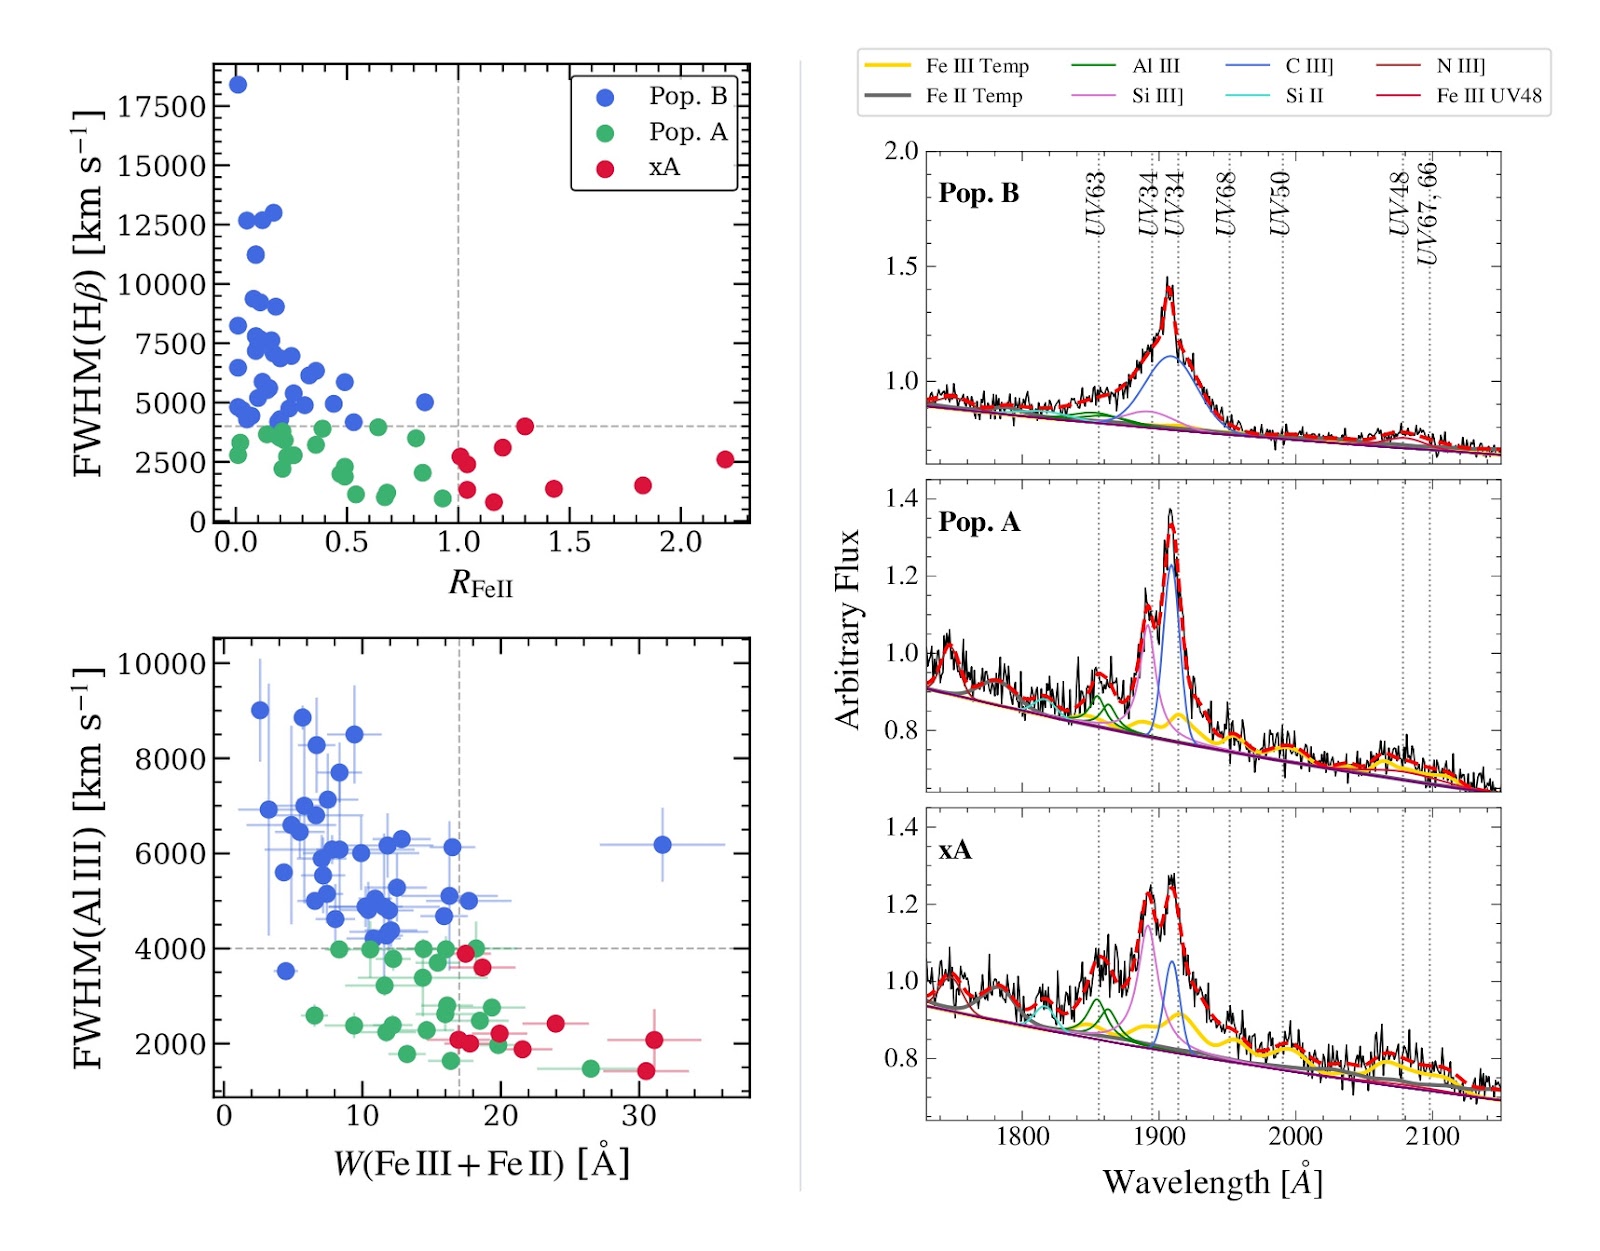 FWHM(Hβ) [km s⁻¹]
17500
15000
12500
10000
7500
5000
2500
0
Pop. B
Pop. A
xA
0.0 0.5 1.0 1.5 2.0
R_FeII
FWHM(Al III) [km s⁻¹]
10000
8000
6000
4000
2000
0 10 20 30
W(Fe III + Fe II) [Å]
Fe III Temp Al III C III] N III]
Fe II Temp Si III] Si II Fe III UV48
Arbitrary Flux
2.0
1.5
1.0
Pop. B
UV63 UV34 UV34 UV68 UV50 UV48 UV67, 66
1.4
1.2
1.0
0.8
Pop. A
1.4
1.2
1.0
0.8
xA
1800 1900 2000 2100
Wavelength [Å]